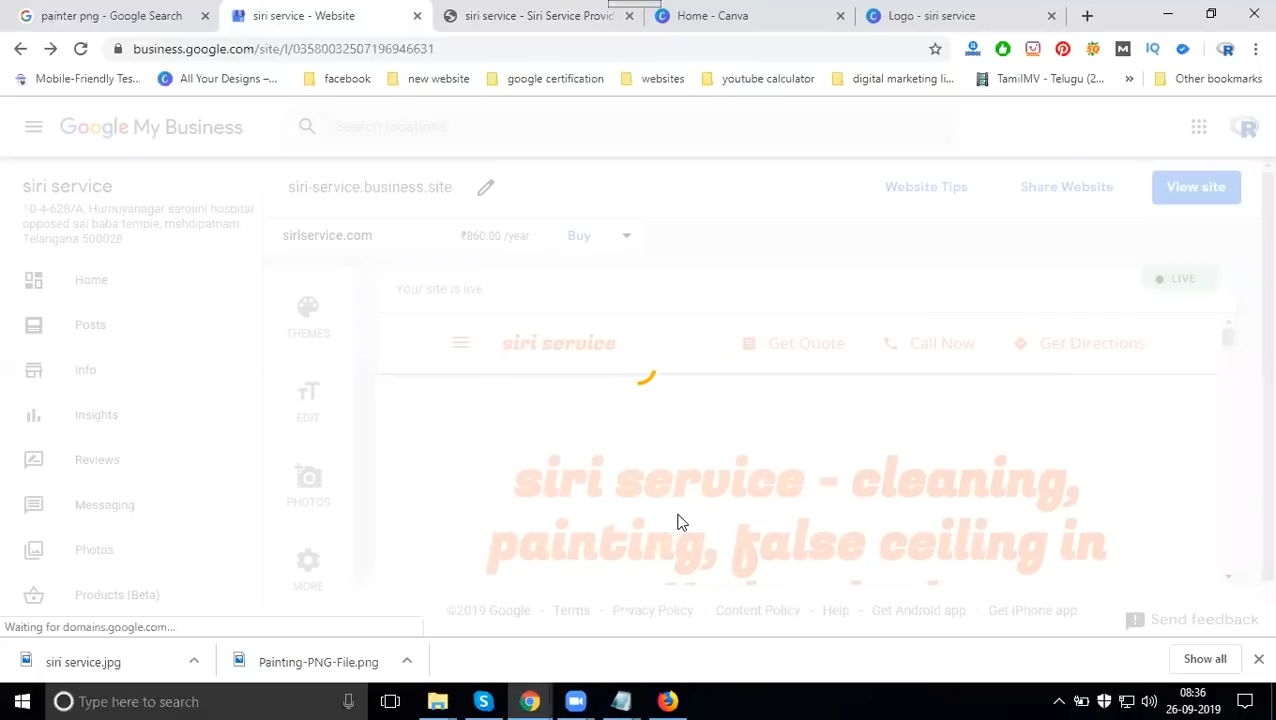 painter - Google Search
siri service - Website
siri service - Siri Service Provid
Home - Canva
Logo - siri service
business.google.com/site/l/03580032507196946631
Mobile-Friendly Tes...
All Your Designs –...
facebook
new website
google certification
websites
youtube calculator
digital marketing li...
TamilMV - Telugu (2...
Other bookmarks
Google My Business
Search locations
siri service
10-4-628/A, Humuyanagar sarojini hospital
opposed sai baba temple, mehdipatnam,
Telangana 500028
siri-service.business.site
Website Tips
Share Website
View site
siriservice.com
₹860.00 /year
Buy
Home
Posts
Info
Insights
Reviews
Messaging
Photos
Products (Beta)
THEMES
EDIT
PHOTOS
MORE
Your site is live
LIVE
siri service
Get Quote
Call Now
Get Directions
siri service - cleaning,
painting, false ceiling in
©2019 Google - Terms - Privacy Policy - Content Policy - Help - Get Android app - Get iPhone app
Send feedback
Waiting for domains.google.com...
siri service.jpg
Painting-PNG-File.png
Show all
Type here to search
08:36
26-09-2019